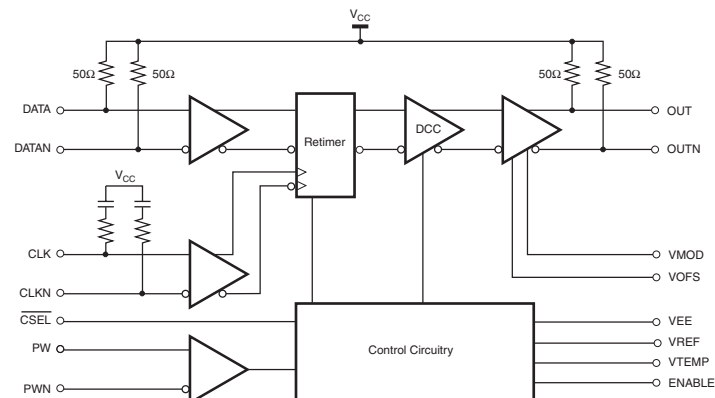 VCC
50Ω 50Ω 50Ω 50Ω
DATA OUT
DCC
Retimer
DATAN OUTN
VCC
CLK VMOD
VOFS
CLKN
CSEL VEE
PW Control Circuitry VREF
VTEMP
PWN ENABLE